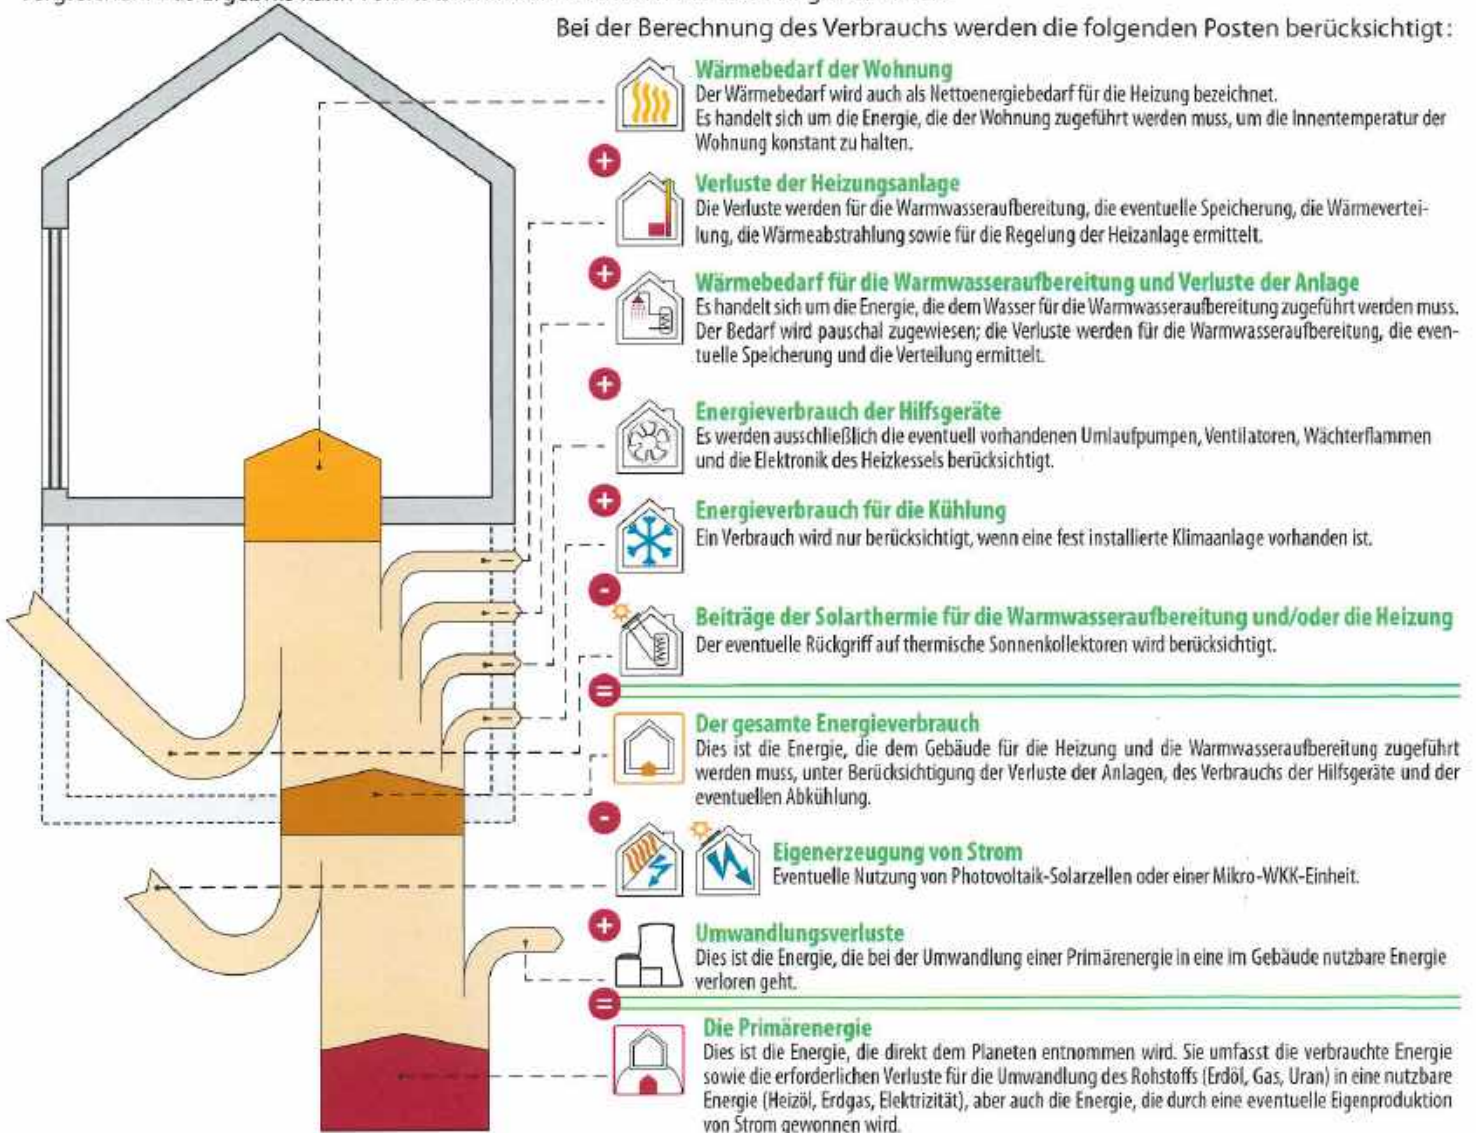 Bei der Berechnung des Verbrauchs werden die folgenden Posten berücksichtigt:
Wärmebedarf der Wohnung
Der Wärmebedarf wird auch als Nettoenergiebedarf für die Heizung bezeichnet.
Es handelt sich um die Energie, die der Wohnung zugeführt werden muss, um die Innentemperatur der
Wohnung konstant zu halten.
+
Verluste der Heizungsanlage
Die Verluste werden für die Warmwasseraufbereitung, die eventuelle Speicherung, die Wärmevertei-
lung, die Wärmeabstrahlung sowie für die Regelung der Heizanlage ermittelt.
+
Wärmebedarf für die Warmwasseraufbereitung und Verluste der Anlage
Es handelt sich um die Energie, die dem Wasser für die Warmwasseraufbereitung zugeführt werden muss.
Der Bedarf wird pauschal zugewiesen; die Verluste werden für die Warmwasseraufbereitung, die even-
tuelle Speicherung und die Verteilung ermittelt.
+
Energieverbrauch der Hilfsgeräte
Es werden ausschließlich die eventuell vorhandenen Umlaufpumpen, Ventilatoren, Wächterflammen
und die Elektronik des Heizkessels berücksichtigt.
+
Energieverbrauch für die Kühlung
Ein Verbrauch wird nur berücksichtigt, wenn eine fest installierte Klimaanlage vorhanden ist.
-
Beiträge der Solarthermie für die Warmwasseraufbereitung und/oder die Heizung
Der eventuelle Rückgriff auf thermische Sonnenkollektoren wird berücksichtigt.
=
Der gesamte Energieverbrauch
Dies ist die Energie, die dem Gebäude für die Heizung und die Warmwasseraufbereitung zugeführt
werden muss, unter Berücksichtigung der Verluste der Anlagen, des Verbrauchs der Hilfsgeräte und der
eventuellen Abkühlung.
-
Eigenerzeugung von Strom
Eventuelle Nutzung von Photovoltaik-Solarzellen oder einer Mikro-WKK-Einheit.
+
Umwandlungsverluste
Dies ist die Energie, die bei der Umwandlung einer Primärenergie in eine im Gebäude nutzbare Energie
verloren geht.
=
Die Primärenergie
Dies ist die Energie, die direkt dem Planeten entnommen wird. Sie umfasst die verbrauchte Energie
sowie die erforderlichen Verluste für die Umwandlung des Rohstoffs (Erdöl, Gas, Uran) in eine nutzbare
Energie (Heizöl, Erdgas, Elektrizität), aber auch die Energie, die durch eine eventuelle Eigenproduktion
von Strom gewonnen wird.